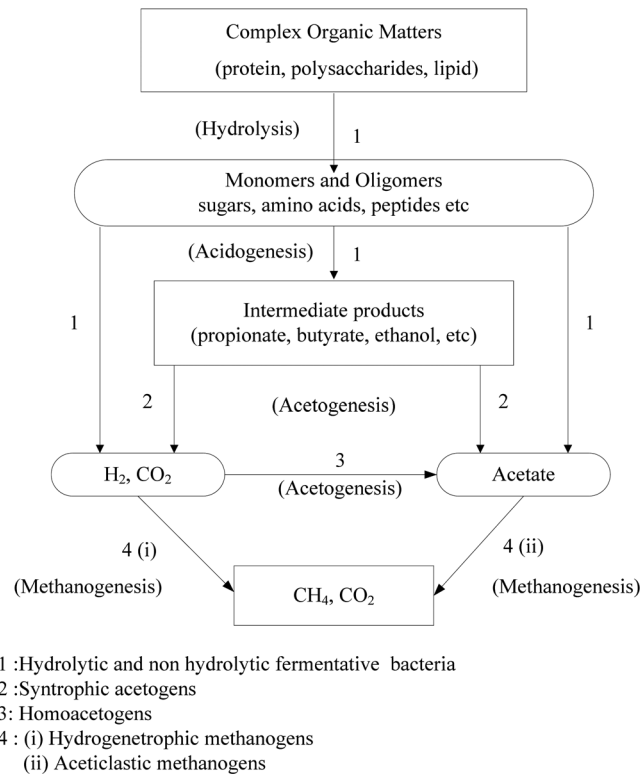 Complex Organic Matters
(protein, polysaccharides, lipid)
(Hydrolysis)
1
Monomers and Oligomers
sugars, amino acids, peptides etc
(Acidogenesis)
1
1
1
Intermediate products
(propionate, butyrate, ethanol, etc)
2
(Acetogenesis)
2
H₂, CO₂
3
(Acetogenesis)
Acetate
4 (i)
4 (ii)
(Methanogenesis)
(Methanogenesis)
CH₄, CO₂
1 :Hydrolytic and non hydrolytic fermentative bacteria
2 :Syntrophic acetogens
3: Homoacetogens
4 : (i) Hydrogenetrophic methanogens
(ii) Aceticlastic methanogens